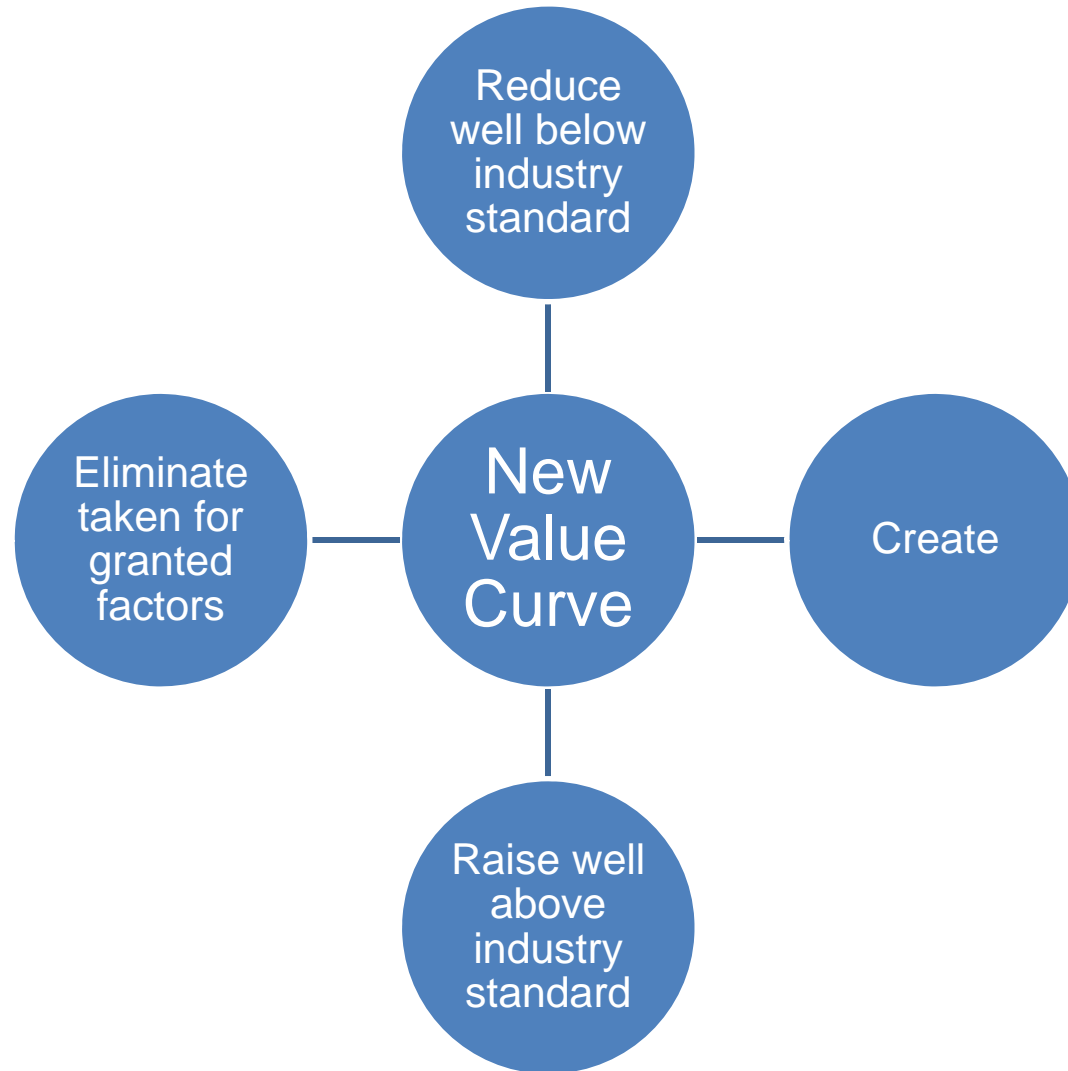 Reduce
well below
industry
standard
Eliminate
taken for
granted
factors
New
Value
Curve
Create
Raise well
above
industry
standard